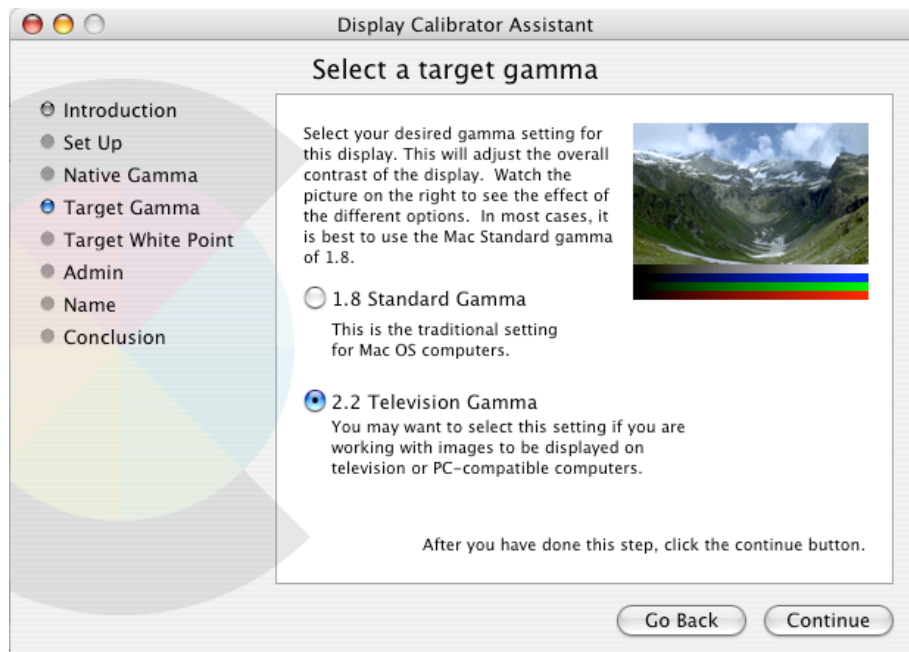 Display Calibrator Assistant
Select a target gamma
Introduction
Set Up
Native Gamma
Target Gamma
Target White Point
Admin
Name
Conclusion
Select your desired gamma setting for
this display. This will adjust the overall
contrast of the display.  Watch the
picture on the right to see the effect of
the different options.  In most cases, it
is best to use the Mac Standard gamma
of 1.8.
1.8 Standard Gamma
This is the traditional setting
for Mac OS computers.
2.2 Television Gamma
You may want to select this setting if you are
working with images to be displayed on
television or PC-compatible computers.
After you have done this step, click the continue button.
Go Back
Continue